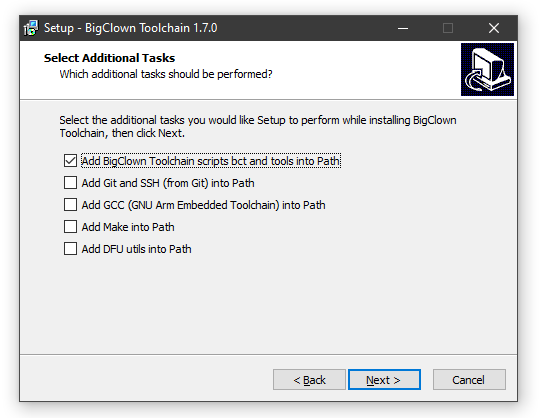 Setup - BigClown Toolchain 1.7.0
Select Additional Tasks
Which additional tasks should be performed?
Select the additional tasks you would like Setup to perform while installing BigClown
Toolchain, then click Next.
Add BigClown Toolchain scripts bct and tools into Path
Add Git and SSH (from Git) into Path
Add GCC (GNU Arm Embedded Toolchain) into Path
Add Make into Path
Add DFU utils into Path
< Back
Next >
Cancel